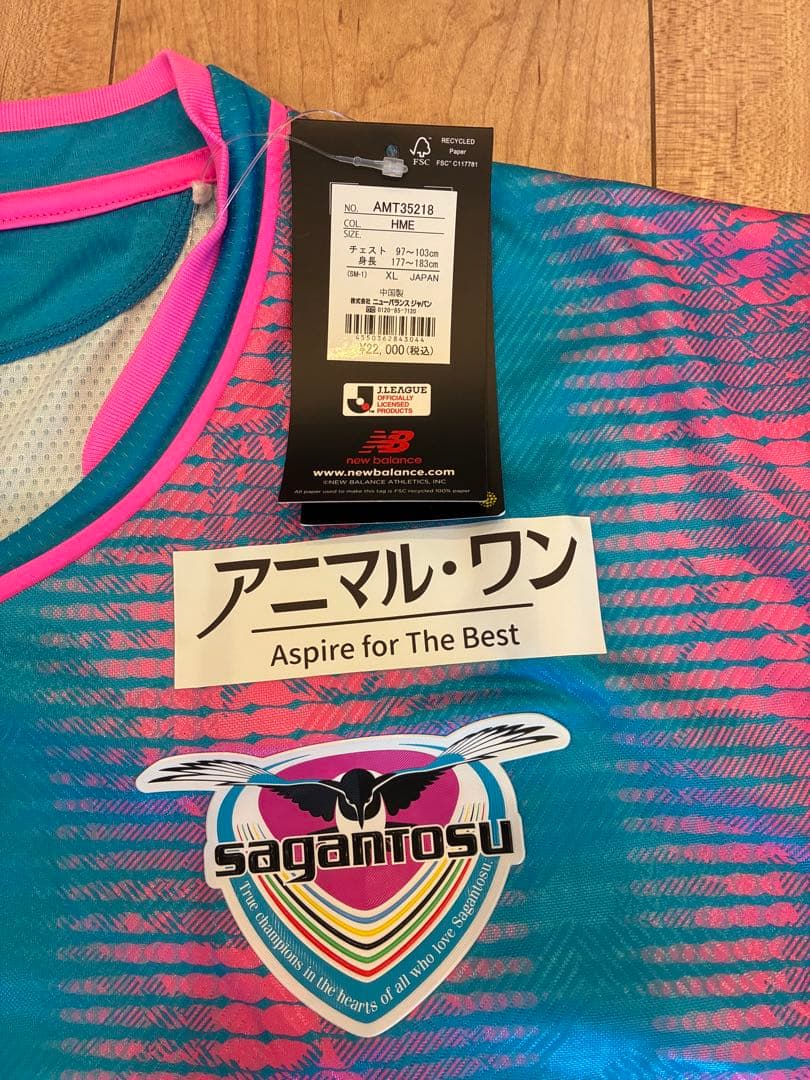 FSC
RECYCLED
Paper
FSC® C117781
NO. AMT35218
COL. HME
SIZE.
チェスト 97~103cm
身長 177~183cm
(SM-1) XL JAPAN
中国製
株式会社 ニューバランス ジャパン
0120-85-7120
4550362843044
¥22,000(税込)
J.LEAGUE
OFFICIALLY
LICENSED
PRODUCTS
NB
new balance
www.newbalance.com
©NEW BALANCE ATHLETICS, INC
All paper used to make this tag is FSC recycled 100% paper
アニマル・ワン
Aspire for The Best
sagantosu
True champions in the hearts of all who love Sagantosu.